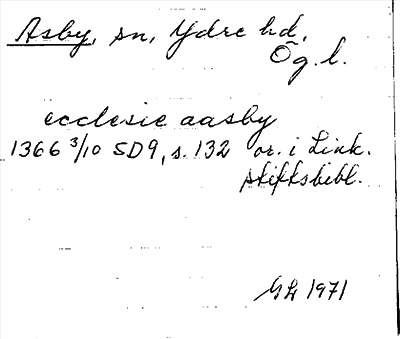 Asby, sn, Ydre hd,
Ög. l.
ecclesie aasby
1366 3/10 SD9, s. 132 or. i Link.
stiftsbibl.
GL 1971